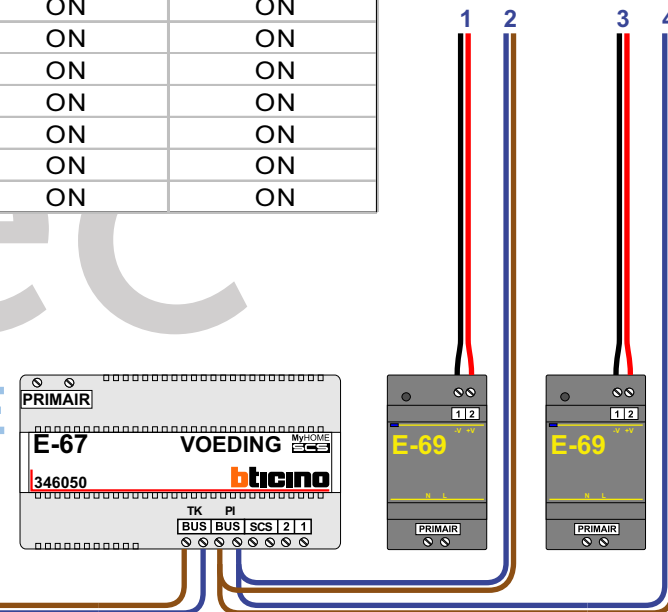 ON ON
ON ON
ON ON
ON ON
ON ON
ON ON
ON ON
1 2 3 4
ec
E
PRIMAIR
E-67 VOEDING MyHOME SCS
346050 bticino
TK PI
BUS BUS SCS 2 1
1 2
-V +V
E-69
N L
PRIMAIR
1 2
-V +V
E-69
N L
PRIMAIR